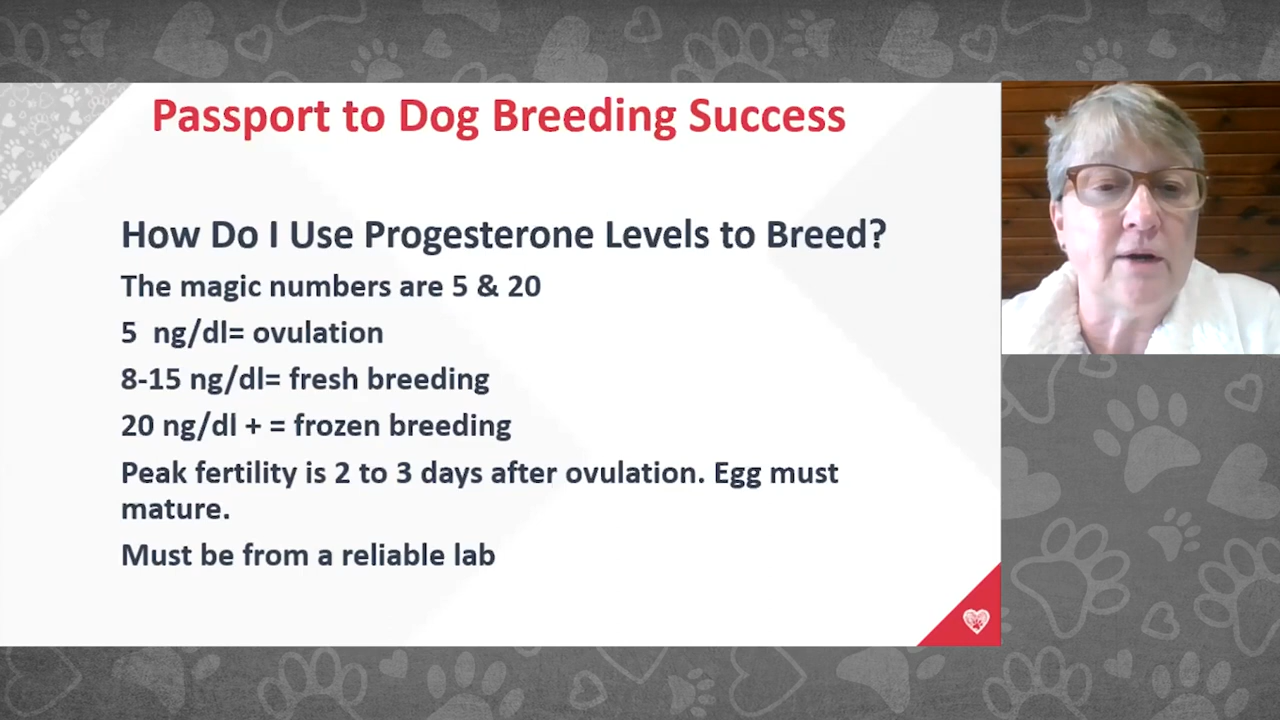 Passport to Dog Breeding Success
How Do I Use Progesterone Levels to Breed?
The magic numbers are 5 & 20
5  ng/dl= ovulation
8-15 ng/dl= fresh breeding
20 ng/dl + = frozen breeding
Peak fertility is 2 to 3 days after ovulation. Egg must
mature.
Must be from a reliable lab